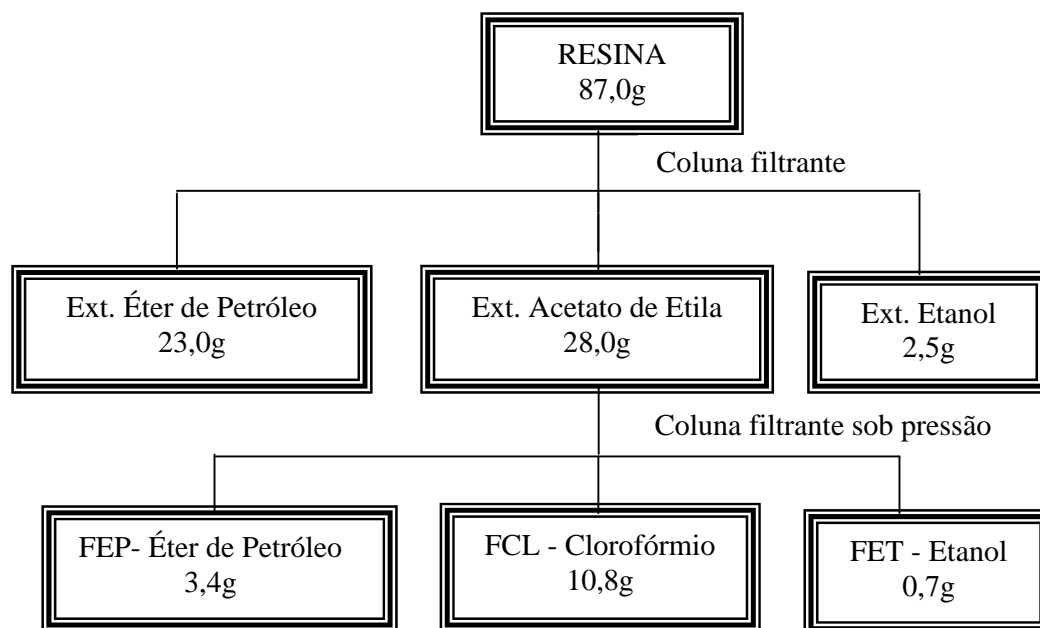 RESINA
87,0g
Coluna filtrante
Ext. Éter de Petróleo
23,0g
Ext. Acetato de Etila
28,0g
Ext. Etanol
2,5g
Coluna filtrante sob pressão
FEP- Éter de Petróleo
3,4g
FCL - Clorofórmio
10,8g
FET - Etanol
0,7g